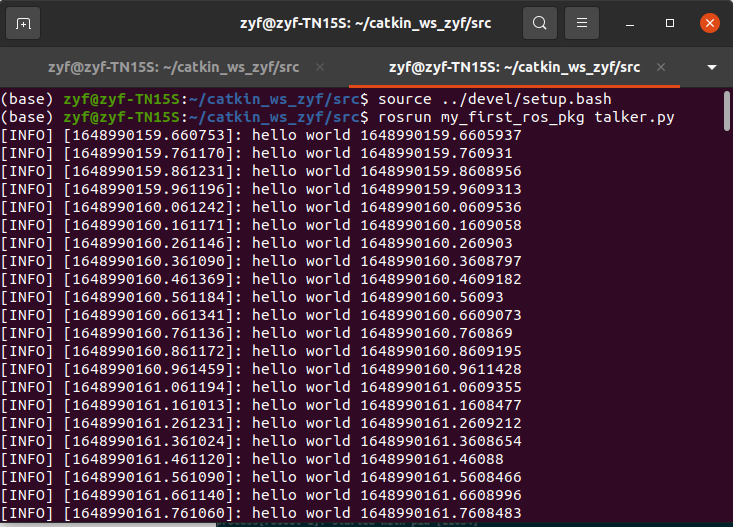 zyf@zyf-TN15S: ~/catkin_ws_zyf/src
zyf@zyf-TN15S: ~/catkin_ws_zyf/src
zyf@zyf-TN15S: ~/catkin_ws_zyf/src
(base) zyf@zyf-TN15S:~/catkin_ws_zyf/src$ source ../devel/setup.bash
(base) zyf@zyf-TN15S:~/catkin_ws_zyf/src$ rosrun my_first_ros_pkg talker.py
[INFO] [1648990159.660753]: hello world 1648990159.6605937
[INFO] [1648990159.761170]: hello world 1648990159.760931
[INFO] [1648990159.861231]: hello world 1648990159.8608956
[INFO] [1648990159.961196]: hello world 1648990159.9609313
[INFO] [1648990160.061242]: hello world 1648990160.0609536
[INFO] [1648990160.161171]: hello world 1648990160.1609058
[INFO] [1648990160.261146]: hello world 1648990160.260903
[INFO] [1648990160.361090]: hello world 1648990160.3608797
[INFO] [1648990160.461369]: hello world 1648990160.4609182
[INFO] [1648990160.561184]: hello world 1648990160.56093
[INFO] [1648990160.661341]: hello world 1648990160.6609073
[INFO] [1648990160.761136]: hello world 1648990160.760869
[INFO] [1648990160.861172]: hello world 1648990160.8609195
[INFO] [1648990160.961459]: hello world 1648990160.9611428
[INFO] [1648990161.061194]: hello world 1648990161.0609355
[INFO] [1648990161.161013]: hello world 1648990161.1608477
[INFO] [1648990161.261231]: hello world 1648990161.2609212
[INFO] [1648990161.361024]: hello world 1648990161.3608654
[INFO] [1648990161.461120]: hello world 1648990161.46088
[INFO] [1648990161.561090]: hello world 1648990161.5608466
[INFO] [1648990161.661140]: hello world 1648990161.6608996
[INFO] [1648990161.761060]: hello world 1648990161.7608483